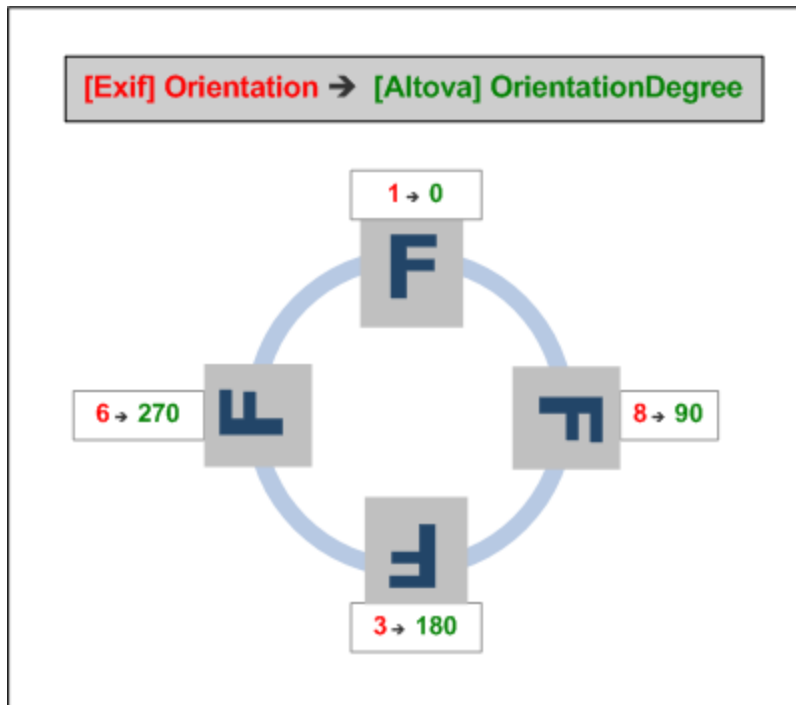 [Exif] Orientation ➔ [Altova] OrientationDegree
1 ➔ 0
F
F
6 ➔ 270
F
8 ➔ 90
F
3 ➔ 180